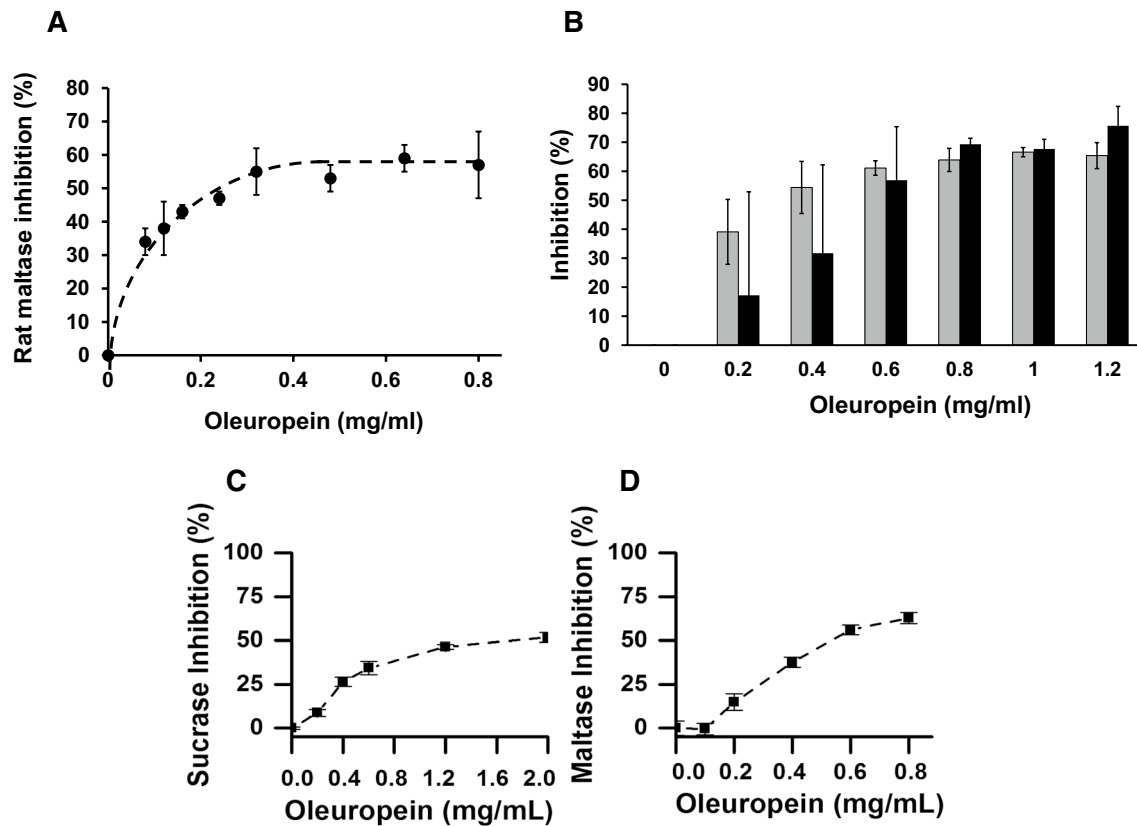 A
Rat maltase inhibition (%)
80
70
60
50
40
30
20
10
0
0 0.2 0.4 0.6 0.8
Oleuropein (mg/ml)
B
Inhibition (%)
90
80
70
60
50
40
30
20
10
0
0 0.2 0.4 0.6 0.8 1 1.2
Oleuropein (mg/ml)
C
Sucrase Inhibition (%)
100
75
50
25
0
0.0 0.4 0.8 1.2 1.6 2.0
Oleuropein (mg/mL)
D
Maltase Inhibition (%)
100
75
50
25
0
0.0 0.2 0.4 0.6 0.8
Oleuropein (mg/mL)